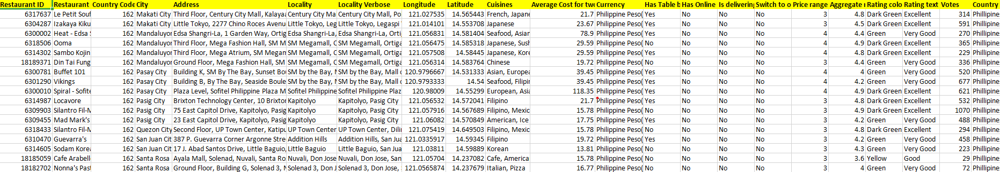 Restaurant ID Restaurant Country Code City Address Locality Locality Verbose Longitude Latitude Cuisines Average Cost for tw Currency Has Table b Has Online Is delivering Switch to o Price range Aggregate Rating colo Rating text Votes Country
6317637 Le Petit Souf 162 Makati City Third Floor, Century City Mall, Kalaya Century City Ma Century City Mall, Po 121.027535 14.565443 French, Japan 21.7 Philippine Peso( Yes No No No 3 4.8 Dark Green Excellent 314 Phillipine
6304287 Izakaya Kiku 162 Makati City Little Tokyo, 2277 Chino Roces Avenu Little Tokyo, Leg Little Tokyo, Legaspi 121.014101 14.553708 Japanese 23.67 Philippine Peso( Yes No No No 3 4.5 Dark Green Excellent 591 Phillipine
6300002 Heat - Edsa S 162 Mandaluyor Edsa Shangri-La, 1 Garden Way, Ortig Edsa Shangri-La, Edsa Shangri-La, Orti 121.056831 14.581404 Seafood, Asian 78.9 Philippine Peso( Yes No No No 4 4.4 Green Very Good 270 Phillipine
6318506 Ooma 162 Mandaluyor Third Floor, Mega Fashion Hall, SM M SM Megamall, C SM Megamall, Ortiga 121.056475 14.585318 Japanese, Sush 29.59 Philippine Peso( No No No No 4 4.9 Dark Green Excellent 365 Phillipine
6314302 Sambo Kojin 162 Mandaluyor Third Floor, Mega Atrium, SM Megam SM Megamall, C SM Megamall, Ortiga 121.057508 14.58445 Japanese, Kore 29.59 Philippine Peso( Yes No No No 4 4.8 Dark Green Excellent 229 Phillipine
18189371 Din Tai Fung 162 Mandaluyor Ground Floor, Mega Fashion Hall, SM SM Megamall, C SM Megamall, Ortiga 121.056314 14.583764 Chinese 19.72 Philippine Peso( No No No No 3 4.4 Green Very Good 336 Phillipine
6300781 Buffet 101 162 Pasay City Building K, SM By The Bay, Sunset Bo SM by the Bay, M SM by the Bay, Mall o 120.9796667 14.531333 Asian, Europea 39.45 Philippine Peso( Yes No No No 4 4 Green Very Good 520 Phillipine
6301290 Vikings 162 Pasay City Building B, By The Bay, Seaside Boule SM by the Bay, M SM by the Bay, Mall o 120.9793333 14.54 Seafood, Filipin 39.45 Philippine Peso( Yes No No No 4 4.2 Green Very Good 677 Phillipine
6300010 Spiral - Sofite 162 Pasay City Plaza Level, Sofitel Philippine Plaza M Sofitel Philippine Sofitel Philippine Plaz 120.98009 14.55299 European, Asia 118.35 Philippine Peso( Yes No No No 4 4.9 Dark Green Excellent 621 Phillipine
6314987 Locavore 162 Pasig City Brixton Technology Center, 10 Brixton Kapitolyo Kapitolyo, Pasig City 121.056532 14.572041 Filipino 21.7 Philippine Peso( Yes No No No 3 4.8 Dark Green Excellent 532 Phillipine
6309903 Silantro Fil-M 162 Pasig City 75 East Capitol Drive, Kapitolyo, Pasig Kapitolyo Kapitolyo, Pasig City 121.057916 14.567689 Filipino, Mexic 15.78 Philippine Peso( No No No No 3 4.9 Dark Green Excellent 1070 Phillipine
6309455 Mad Mark's 162 Pasig City 23 East Capitol Drive, Kapitolyo, Pasig Kapitolyo Kapitolyo, Pasig City 121.06082 14.570849 American, Ice 17.75 Philippine Peso( Yes No No No 3 4.2 Green Very Good 488 Phillipine
6318433 Silantro Fil-M 162 Quezon City Second Floor, UP Town Center, Katipu UP Town Center UP Town Center, Dili 121.075419 14.649503 Filipino, Mexic 15.78 Philippine Peso( No No No No 3 4.8 Dark Green Excellent 294 Phillipine
6310470 Guevarra's 162 San Juan Cit 387 P. Guevarra Corner Argonne Stre Addition Hills Addition Hills, San Jua 121.0335917 14.59345 Filipino 19.72 Philippine Peso( Yes No No No 3 4.2 Green Very Good 458 Phillipine
6314605 Sodam Korea 162 San Juan Cit 17 J. Abad Santos Drive, Little Baguio, Little Baguio Little Baguio, San Jua 121.03811 14.59889 Korean 13.81 Philippine Peso( Yes No No No 3 4.3 Green Very Good 223 Phillipine
18185059 Cafe Arabell 162 Santa Rosa Ayala Mall, Solenad, Nuvali, Santa Ro Nuvali, Don Jose Nuvali, Don Jose, San 121.05704 14.237082 Cafe, America 15.78 Philippine Peso( No No No No 3 3.6 Yellow Good 29 Phillipine
18182702 Nonna's Past 162 Santa Rosa Ground Floor, Building G, Solenad 3, N Solenad 3, Don J Solenad 3, Don Jose, 121.0565874 14.237679 Italian, Pizza 16.77 Philippine Peso( No No No No 3 4 Green Very Good 72 Phillipine